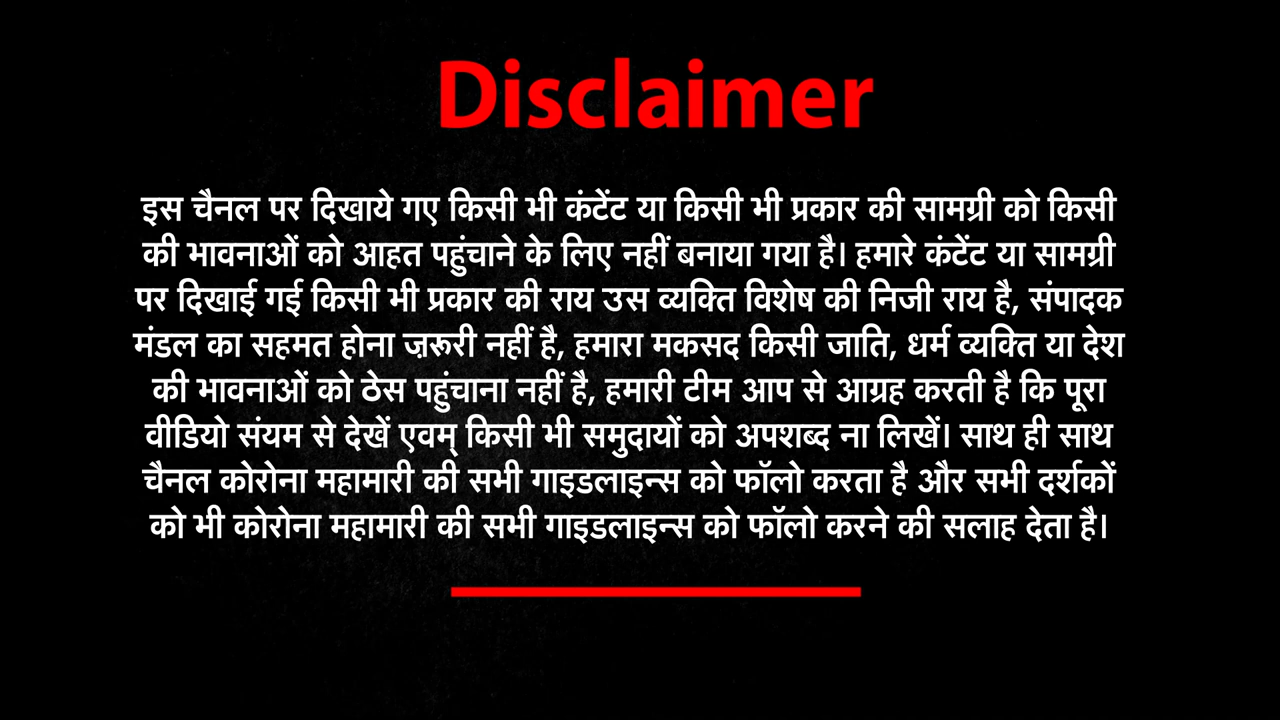 Disclaimer
इस चैनल पर दिखाये गए किसी भी कंटेंट या किसी भी प्रकार की सामग्री को किसी
की भावनाओं को आहत पहुंचाने के लिए नहीं बनाया गया है। हमारे कंटेंट या सामग्री
पर दिखाई गई किसी भी प्रकार की राय उस व्यक्ति विशेष की निजी राय है, संपादक
मंडल का सहमत होना ज़रूरी नहीं है, हमारा मकसद किसी जाति, धर्म व्यक्ति या देश
की भावनाओं को ठेस पहुंचाना नहीं है, हमारी टीम आप से आग्रह करती है कि पूरा
वीडियो संयम से देखें एवम् किसी भी समुदायों को अपशब्द ना लिखें। साथ ही साथ
चैनल कोरोना महामारी की सभी गाइडलाइन्स को फॉलो करता है और सभी दर्शकों
को भी कोरोना महामारी की सभी गाइडलाइन्स को फॉलो करने की सलाह देता है।